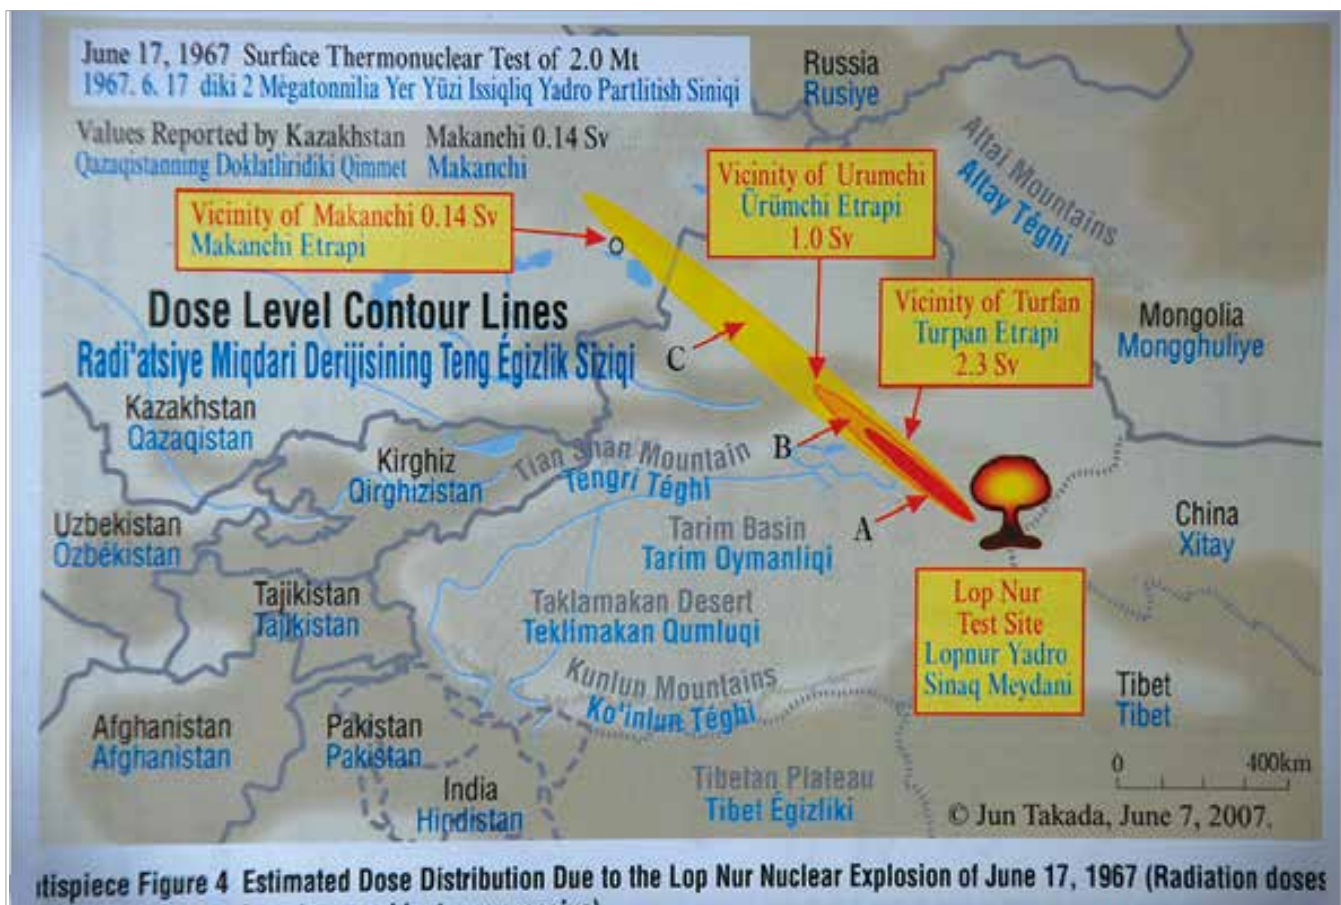 June 17, 1967 Surface Thermonuclear Test of 2.0 Mt
1967. 6. 17 diki 2 Mègatonnilia Yer Yüzi Issiqliq Yadro Partlitish Siniqi
Values Reported by Kazakhstan Makanchi 0.14 Sv
Qazaqistanning Doklatliridiki Qimmet Makanchi
Vicinity of Makanchi 0.14 Sv
Makanchi Etrapi
Vicinity of Urumchi
Ürümchi Etrapi
1.0 Sv
Vicinity of Turfan
Turpan Etrapi
2.3 Sv
Russia
Rusiye
Altai Mountains
Altay Téghi
Mongolia
Mongghuliye
Dose Level Contour Lines
Radi'atsiye Miqdari Derijisining Teng Égizlik Siziqi
C
B
A
Kazakhstan
Qazaqistan
Kirghiz
Qirghizistan
Tian Shan Mountain
Tengri Téghi
Uzbekistan
Özbékistan
Tarim Basin
Tarim Oymanliqi
China
Xitay
Tajikistan
Tajikistan
Taklamakan Desert
Teklimakan Qumluqi
Lop Nur
Test Site
Lopnur Yadro
Sinaq Meydani
Kunlun Mountains
Ko'inlun Téghi
Tibet
Tibet
Afghanistan
Afghanistan
Pakistan
Pakistan
India
Hindistan
Tibetan Plateau
Tibet Égizliki
0 400km
© Jun Takada, June 7, 2007.
Figure 4 Estimated Dose Distribution Due to the Lop Nur Nuclear Explosion of June 17, 1967 (Radiation doses